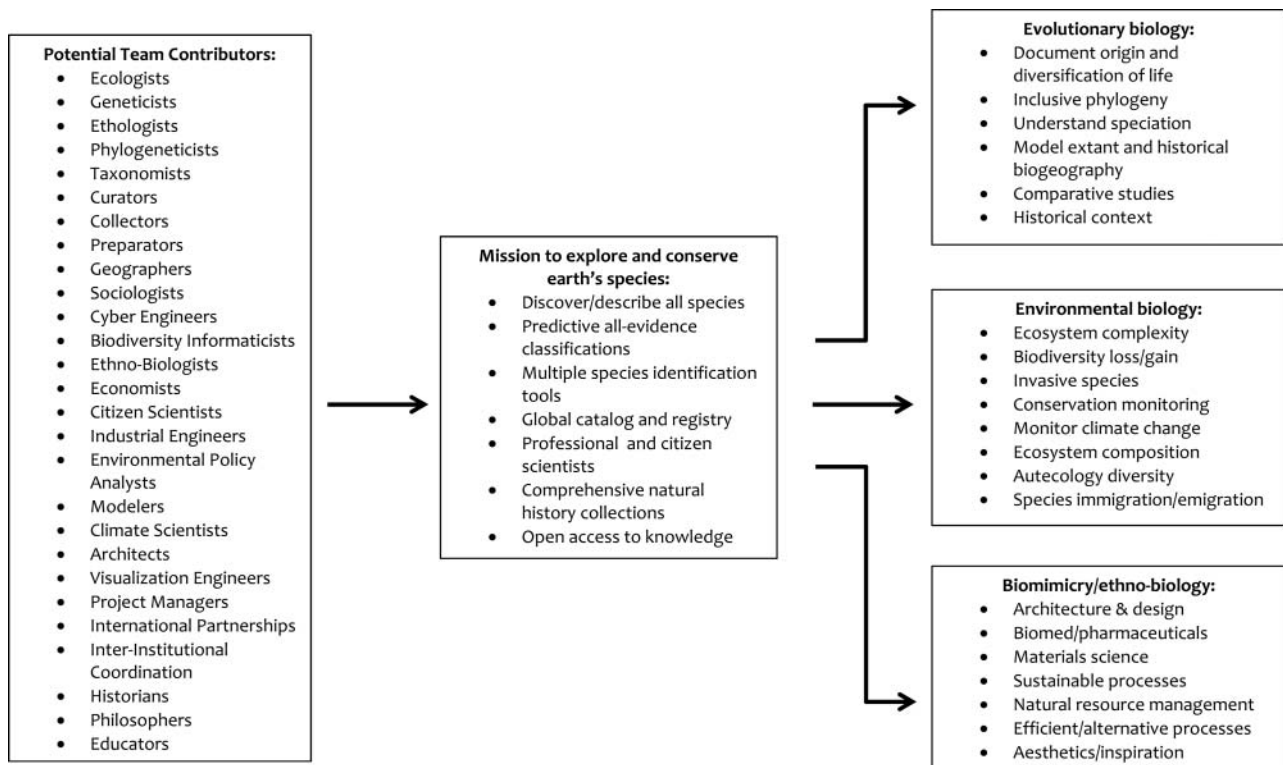 Potential Team Contributors:
• Ecologists
• Geneticists
• Ethologists
• Phylogeneticists
• Taxonomists
• Curators
• Collectors
• Preparators
• Geographers
• Sociologists
• Cyber Engineers
• Biodiversity Informaticists
• Ethno-Biologists
• Economists
• Citizen Scientists
• Industrial Engineers
• Environmental Policy
Analysts
• Modelers
• Climate Scientists
• Architects
• Visualization Engineers
• Project Managers
• International Partnerships
• Inter-Institutional
Coordination
• Historians
• Philosophers
• Educators
Mission to explore and conserve
earth's species:
• Discover/describe all species
• Predictive all-evidence
classifications
• Multiple species identification
tools
• Global catalog and registry
• Professional and citizen
scientists
• Comprehensive natural
history collections
• Open access to knowledge
Evolutionary biology:
• Document origin and
diversification of life
• Inclusive phylogeny
• Understand speciation
• Model extant and historical
biogeography
• Comparative studies
• Historical context
Environmental biology:
• Ecosystem complexity
• Biodiversity loss/gain
• Invasive species
• Conservation monitoring
• Monitor climate change
• Ecosystem composition
• Autecology diversity
• Species immigration/emigration
Biomimicry/ethno-biology:
• Architecture & design
• Biomed/pharmaceuticals
• Materials science
• Sustainable processes
• Natural resource management
• Efficient/alternative processes
• Aesthetics/inspiration